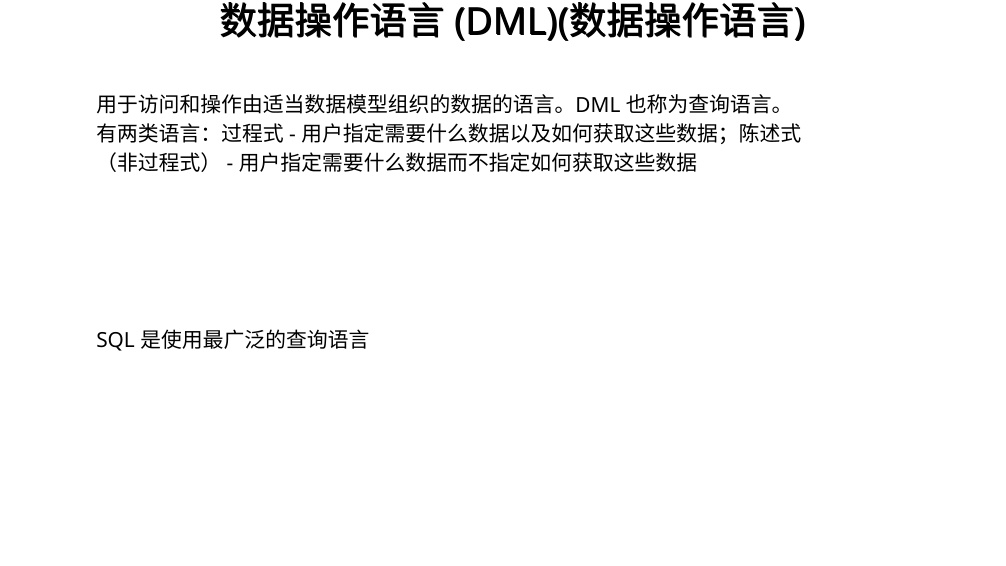 数据操作语言 (DML)(数据操作语言)
用于访问和操作由适当数据模型组织的数据的语言。DML 也称为查询语言。
有两类语言：过程式 - 用户指定需要什么数据以及如何获取这些数据；陈述式
（非过程式） - 用户指定需要什么数据而不指定如何获取这些数据
SQL 是使用最广泛的查询语言